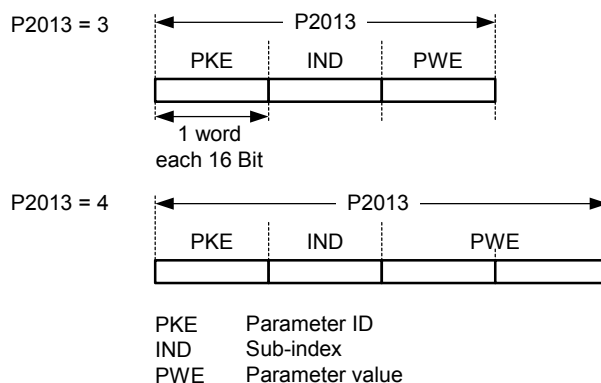 P2013 = 3 P2013
PKE IND PWE
1 word
each 16 Bit
P2013 = 4 P2013
PKE IND PWE
PKE Parameter ID
IND Sub-index
PWE Parameter value